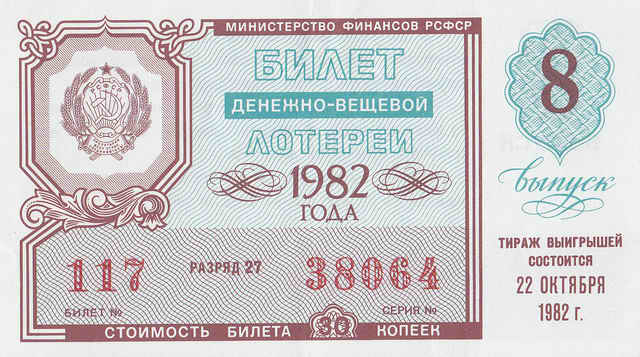 МИНИСТЕРСТВО ФИНАНСОВ РСФСР
БИЛЕТ
ДЕНЕЖНО-ВЕЩЕВОЙ
ЛОТЕРЕИ
1982
ГОДА
117 РАЗРЯД 27 38064
БИЛЕТ № СЕРИЯ №
СТОИМОСТЬ БИЛЕТА 30 КОПЕЕК
8
выпуск
ТИРАЖ ВЫИГРЫШЕЙ
СОСТОИТСЯ
22 ОКТЯБРЯ
1982 г.